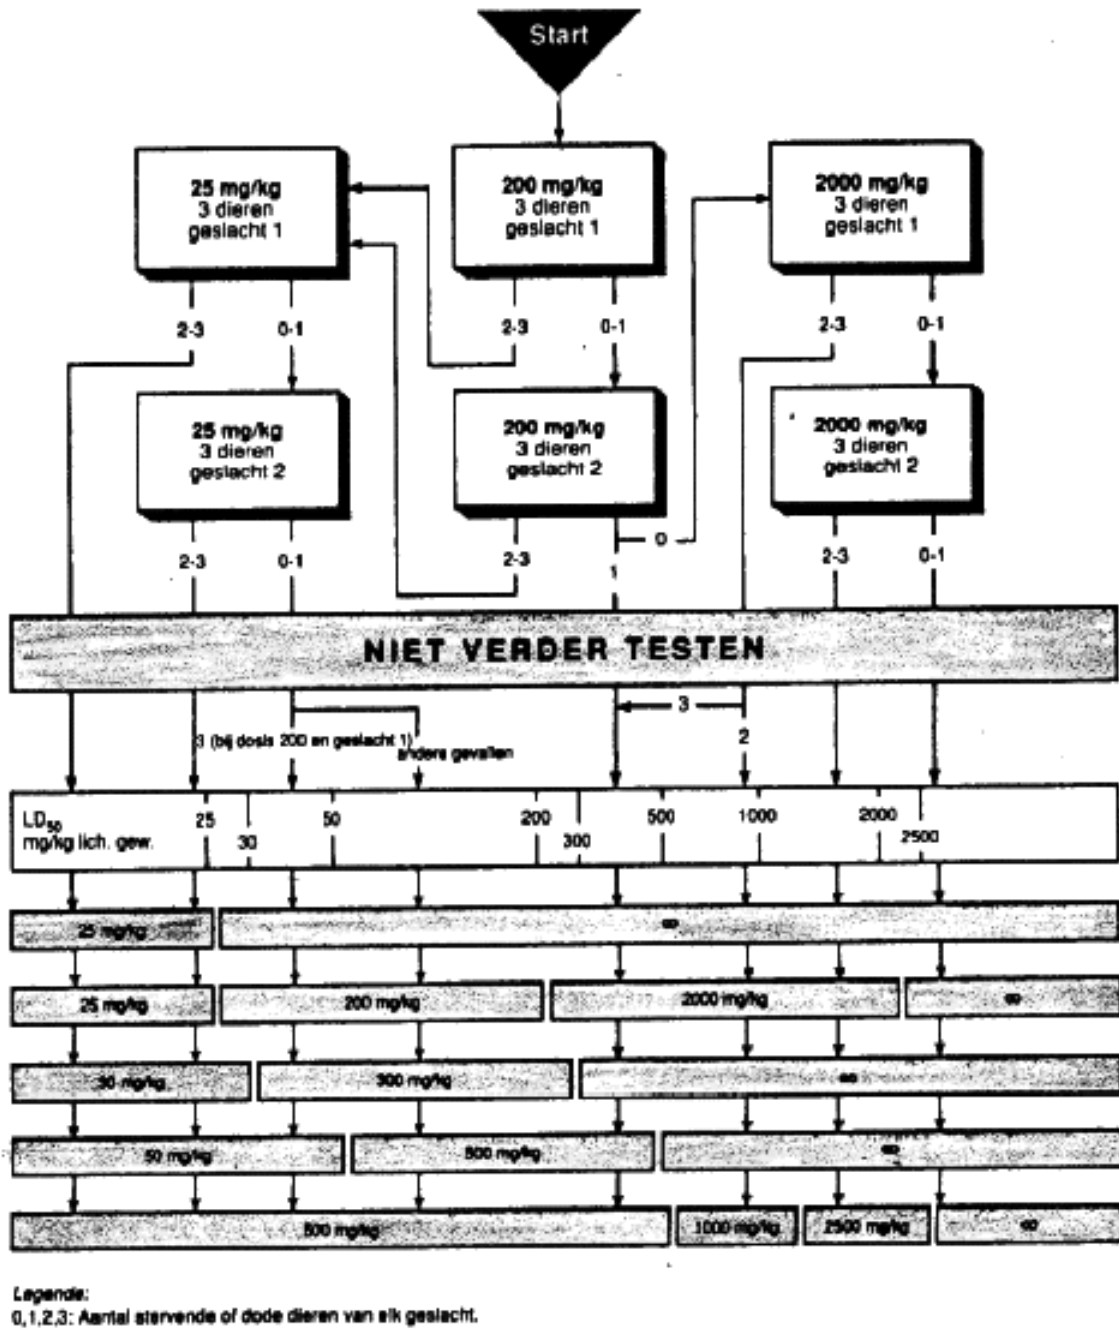 Start
25 mg/kg
3 dieren
geslacht 1
200 mg/kg
3 dieren
geslacht 1
2000 mg/kg
3 dieren
geslacht 1
2-3 0-1 2-3 0-1 2-3 0-1
25 mg/kg
3 dieren
geslacht 2
200 mg/kg
3 dieren
geslacht 2
2000 mg/kg
3 dieren
geslacht 2
0
2-3 0-1 2-3 1 2-3 0-1
NIET VERDER TESTEN
3
3 (bij dosis 200 en geslacht 1)
2
anders gevallen
LD50 25 50 200 500 1000 2000
mg/kg lich. gew. 30 300 2500
25 mg/kg ∞
25 mg/kg 200 mg/kg 2000 mg/kg ∞
30 mg/kg 300 mg/kg ∞
50 mg/kg 500 mg/kg ∞
500 mg/kg 1000 mg/kg 2500 mg/kg ∞
Legende:
0,1,2,3: Aantal stervende of dode dieren van elk geslacht.